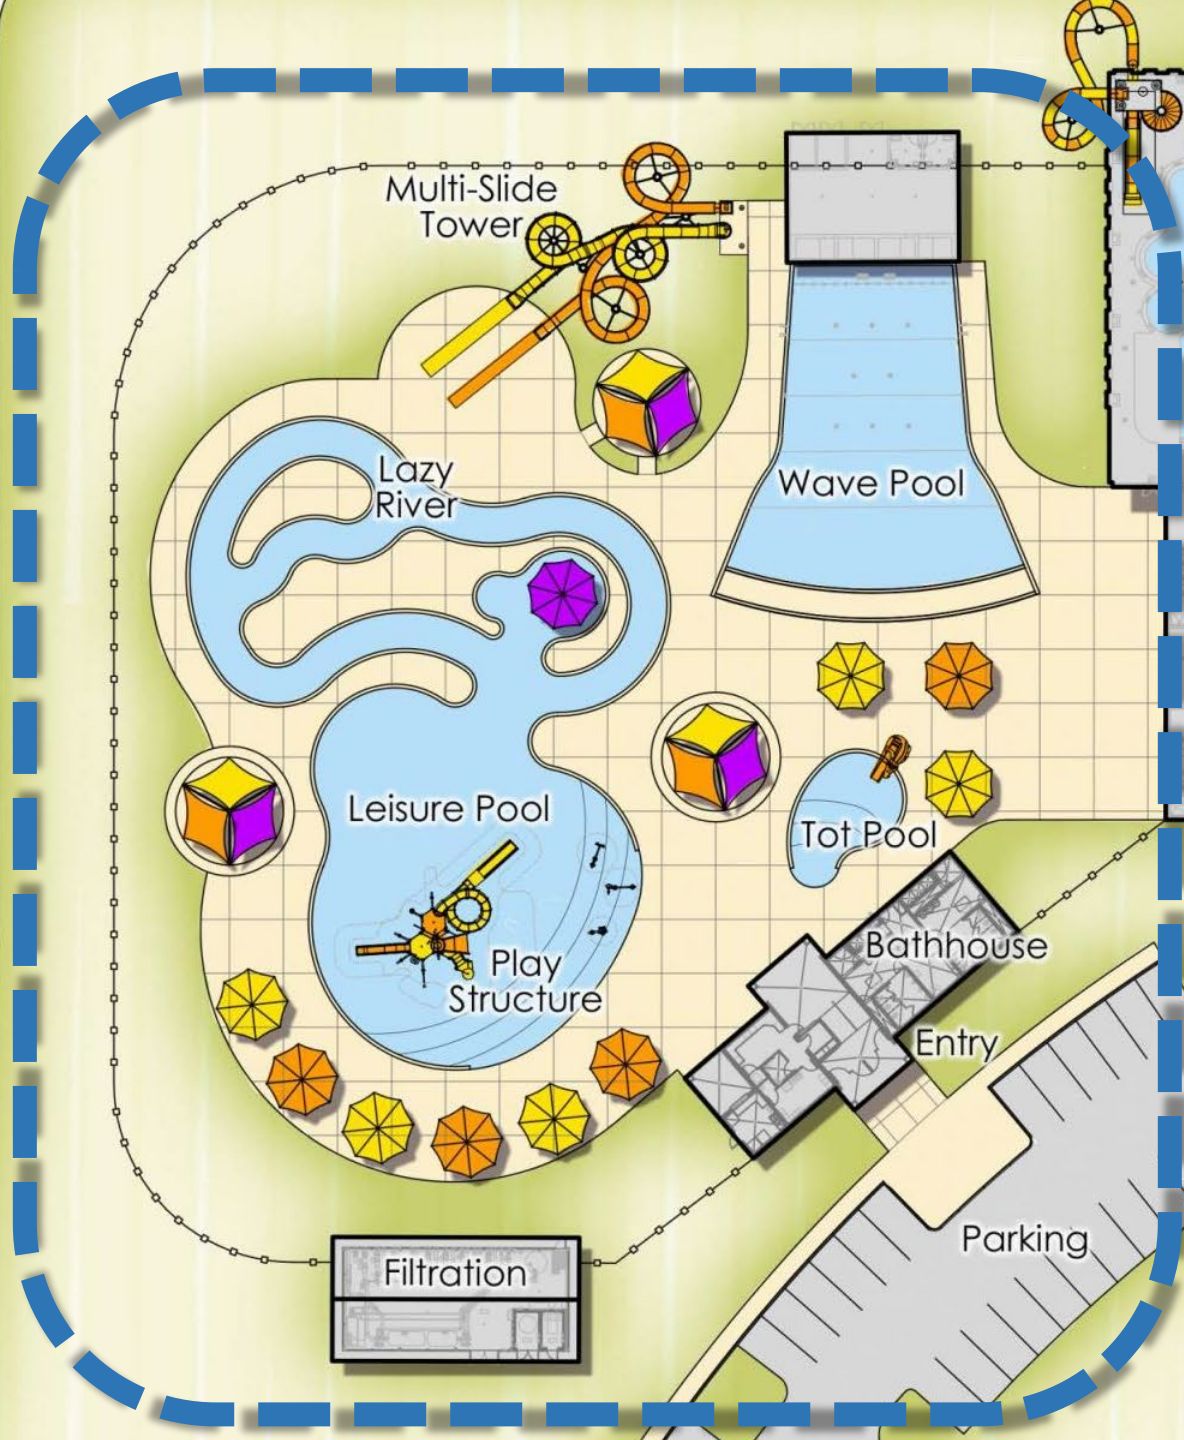 Multi-Slide
Tower
Lazy
River
Wave Pool
Leisure Pool
Tot Pool
Play
Structure
Bathhouse
Entry
Parking
Filtration